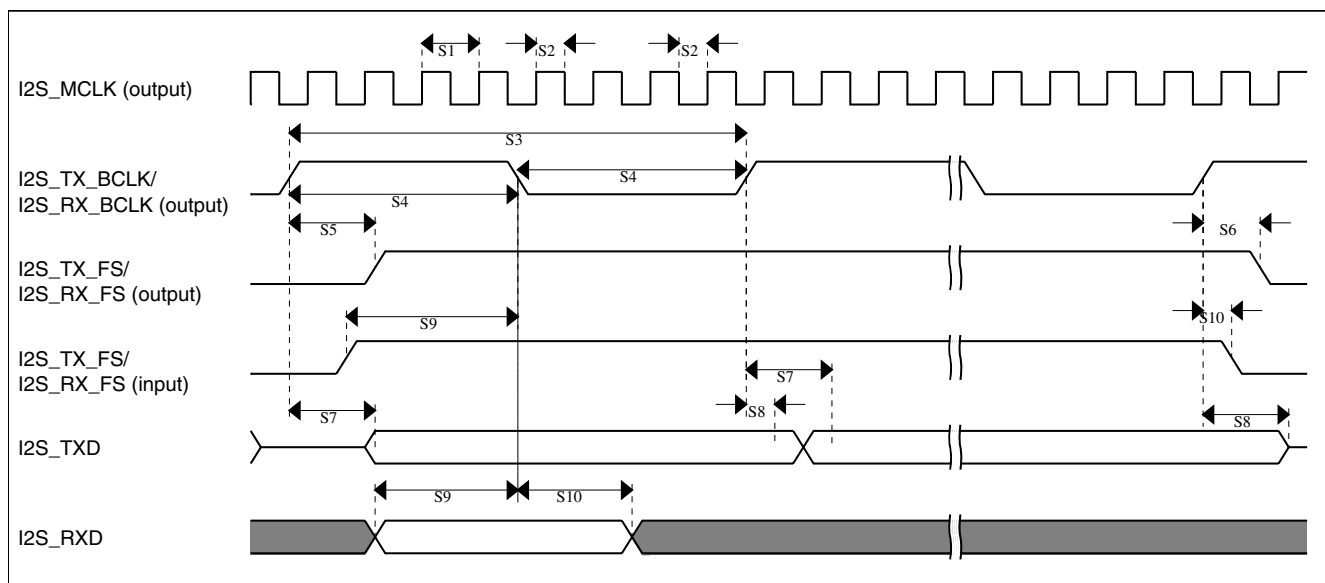 S1
S2
S2
I2S_MCLK (output)
S3
I2S_TX_BCLK/
I2S_RX_BCLK (output)
S4
S4
S5
S6
I2S_TX_FS/
I2S_RX_FS (output)
S9
S10
I2S_TX_FS/
I2S_RX_FS (input)
S7
S7
S8
S8
I2S_TXD
S9
S10
I2S_RXD